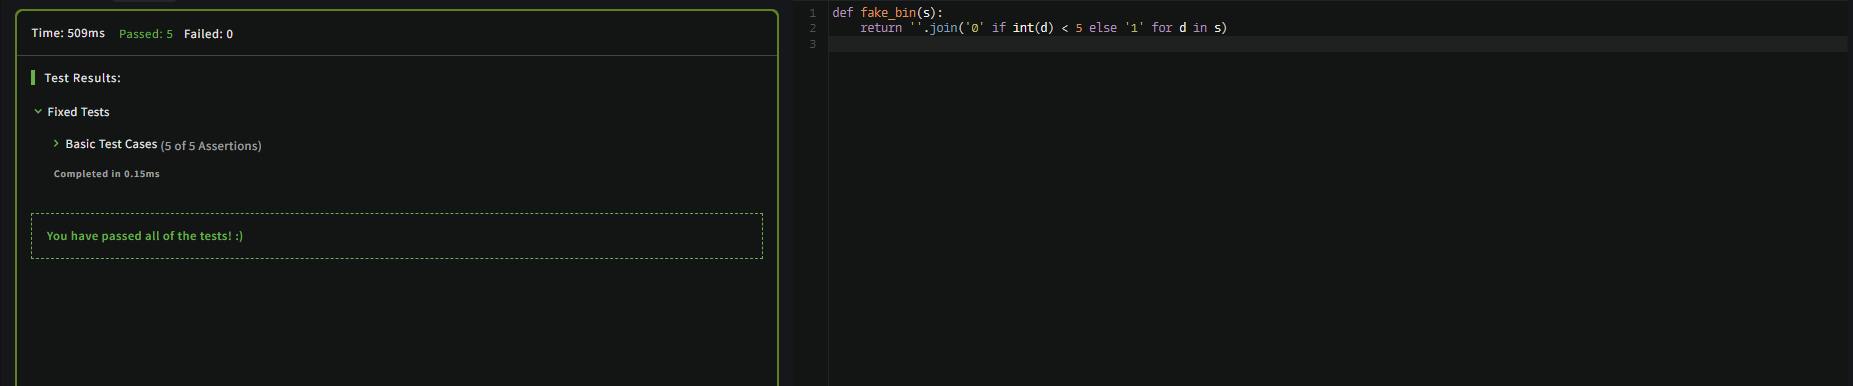 Time: 509ms Passed: 5 Failed: 0
Test Results:
Fixed Tests
Basic Test Cases (5 of 5 Assertions)
Completed in 0.15ms
You have passed all of the tests! :)
1 def fake_bin(s):
2     return ''.join('0' if int(d) < 5 else '1' for d in s)
3